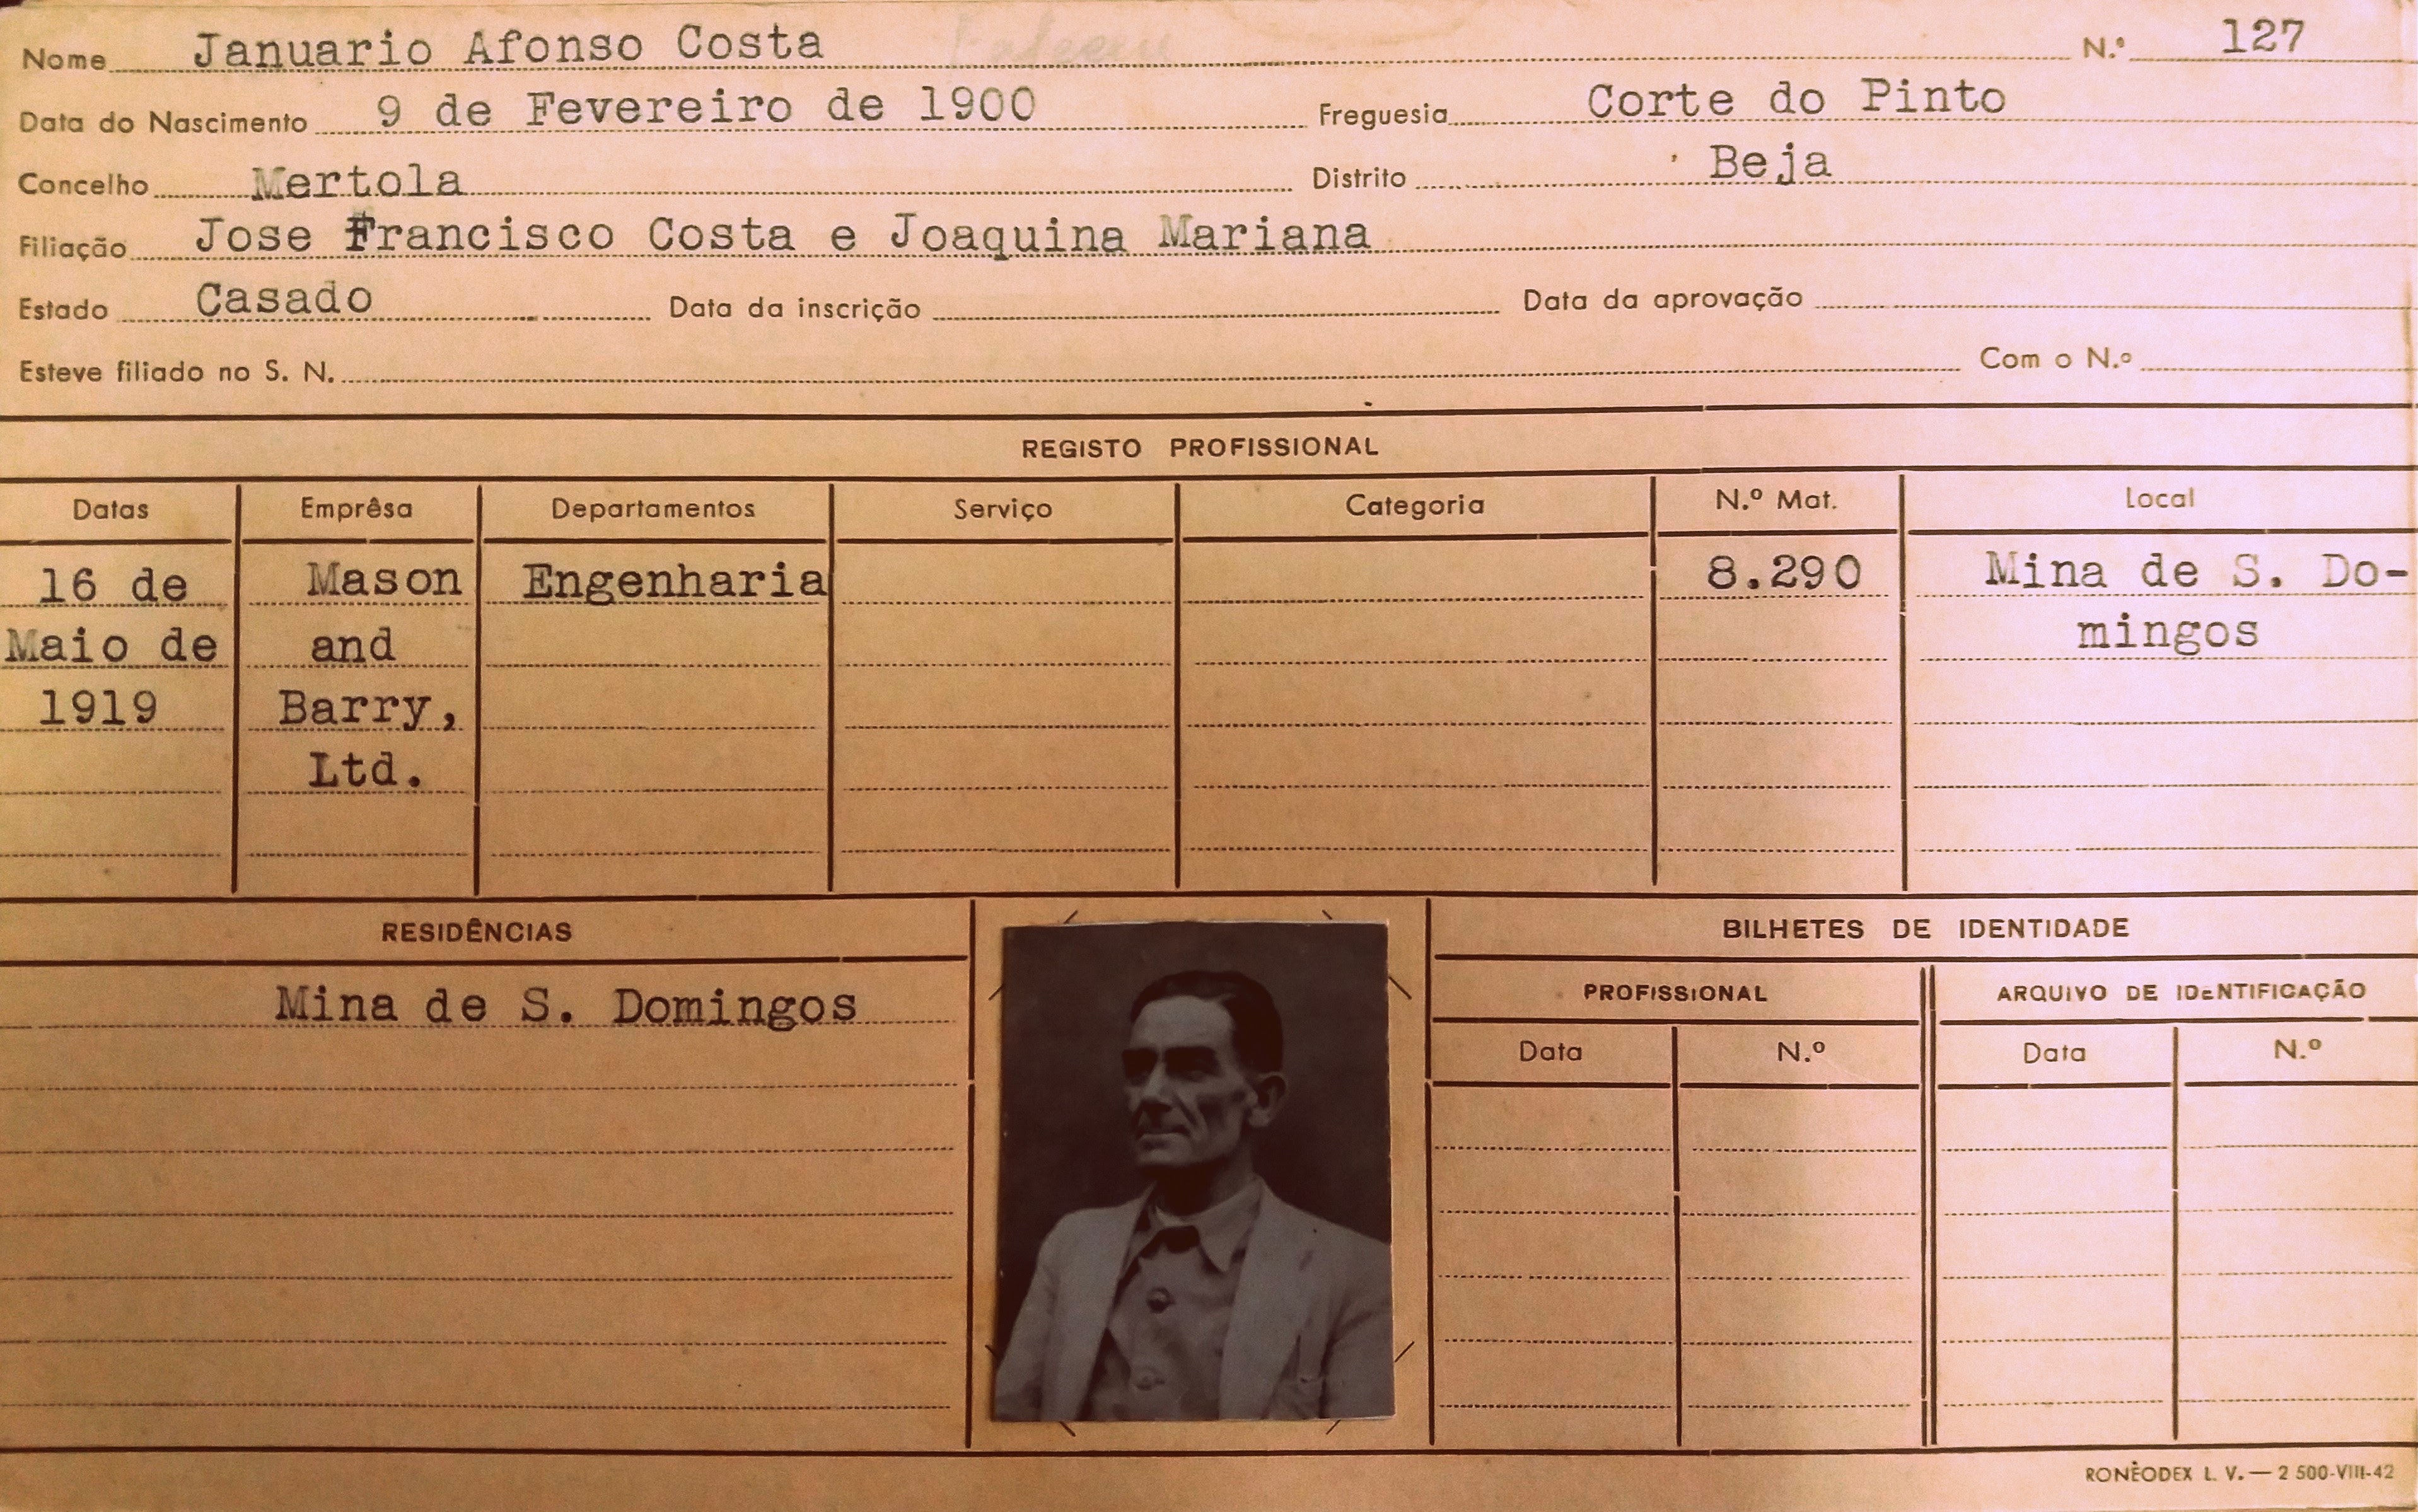 Nome Januario Afonso Costa N.º 127
Data do Nascimento 9 de Fevereiro de 1900 Freguesia Corte do Pinto
Concelho Mertola Distrito Beja
Filiação Jose Francisco Costa e Joaquina Mariana
Estado Casado Data da inscrição Data da aprovação
Esteve filiado no S. N. Com o N.º
REGISTO PROFISSIONAL
Datas Emprêsa Departamentos Serviço Categoria N.º Mat. Local
16 de Mason Engenharia 8.290 Mina de S. Do-
Maio de and mingos
1919 Barry,
Ltd.
RESIDÊNCIAS BILHETES DE IDENTIDADE
PROFISSIONAL ARQUIVO DE IDENTIFICAÇÃO
Mina de S. Domingos
Data N.º Data N.º
RONÈODEX L. V. — 2 500-VIII-42